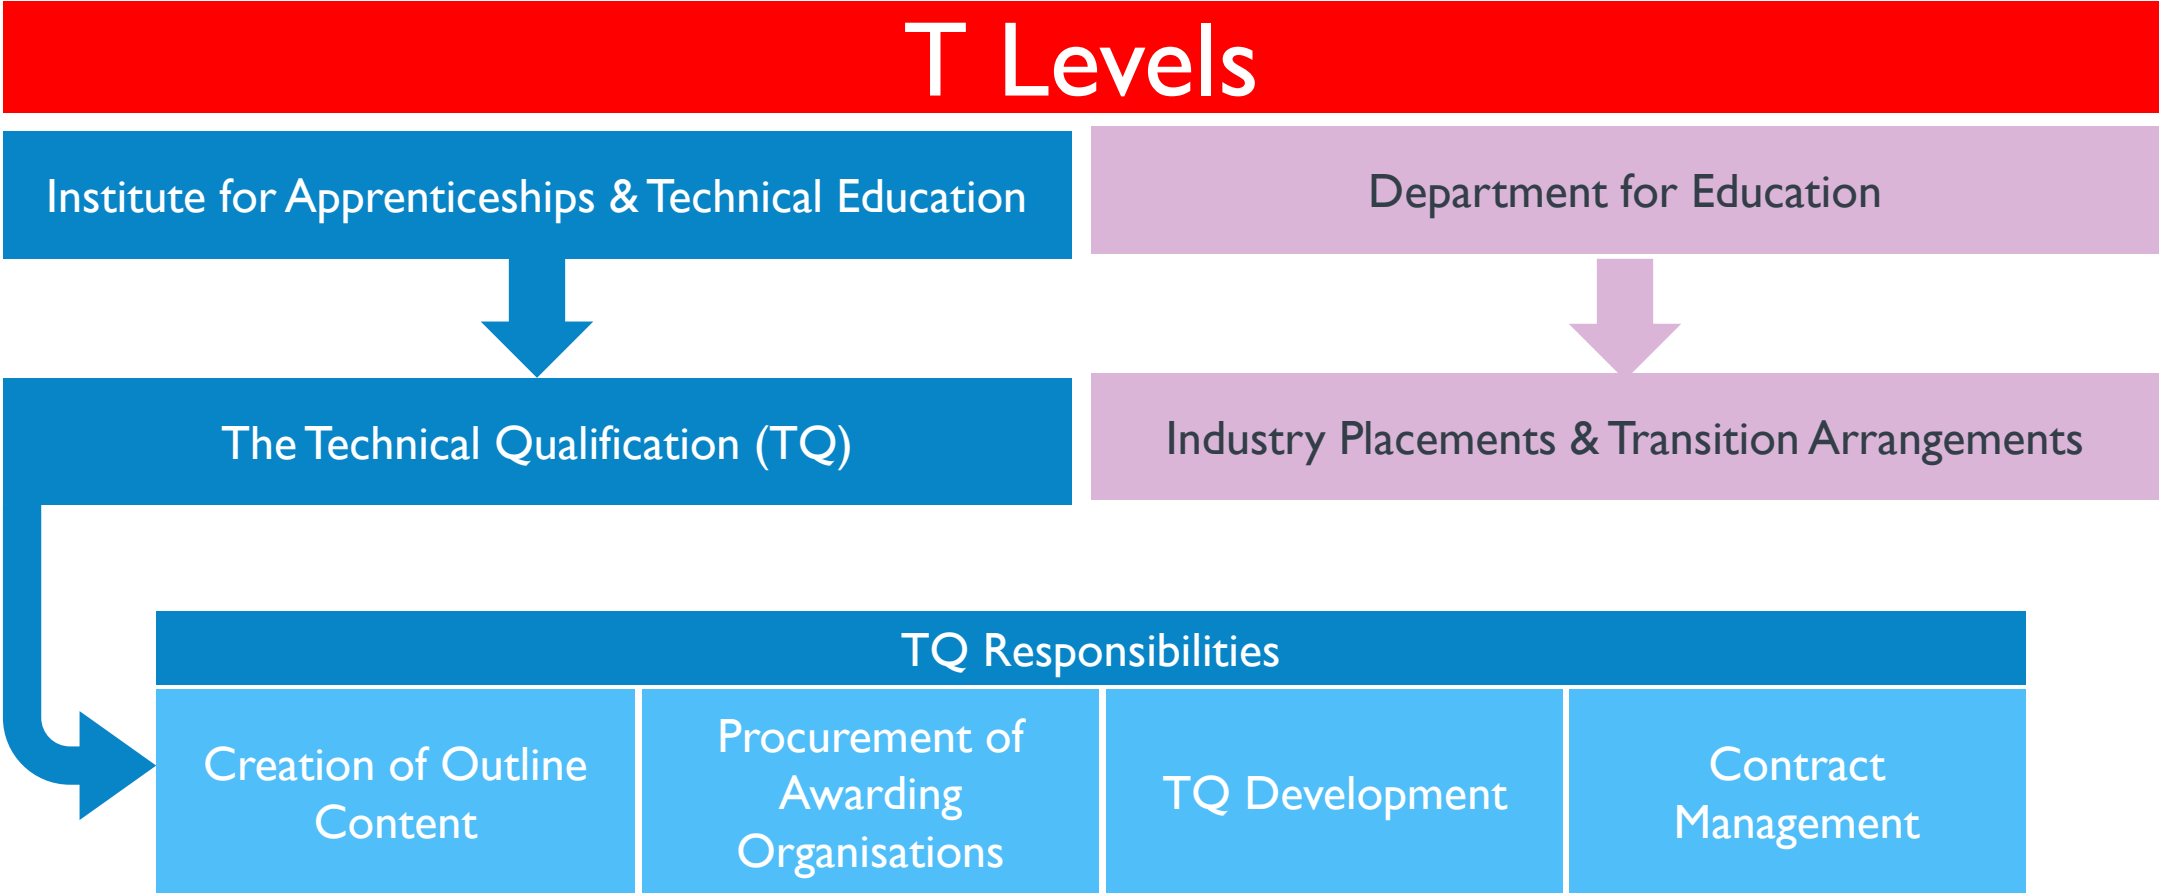 T Levels
Institute for Apprenticeships & Technical Education
Department for Education
The Technical Qualification (TQ)
Industry Placements & Transition Arrangements
TQ Responsibilities
Creation of Outline
Content
Procurement of
Awarding
Organisations
TQ Development
Contract
Management